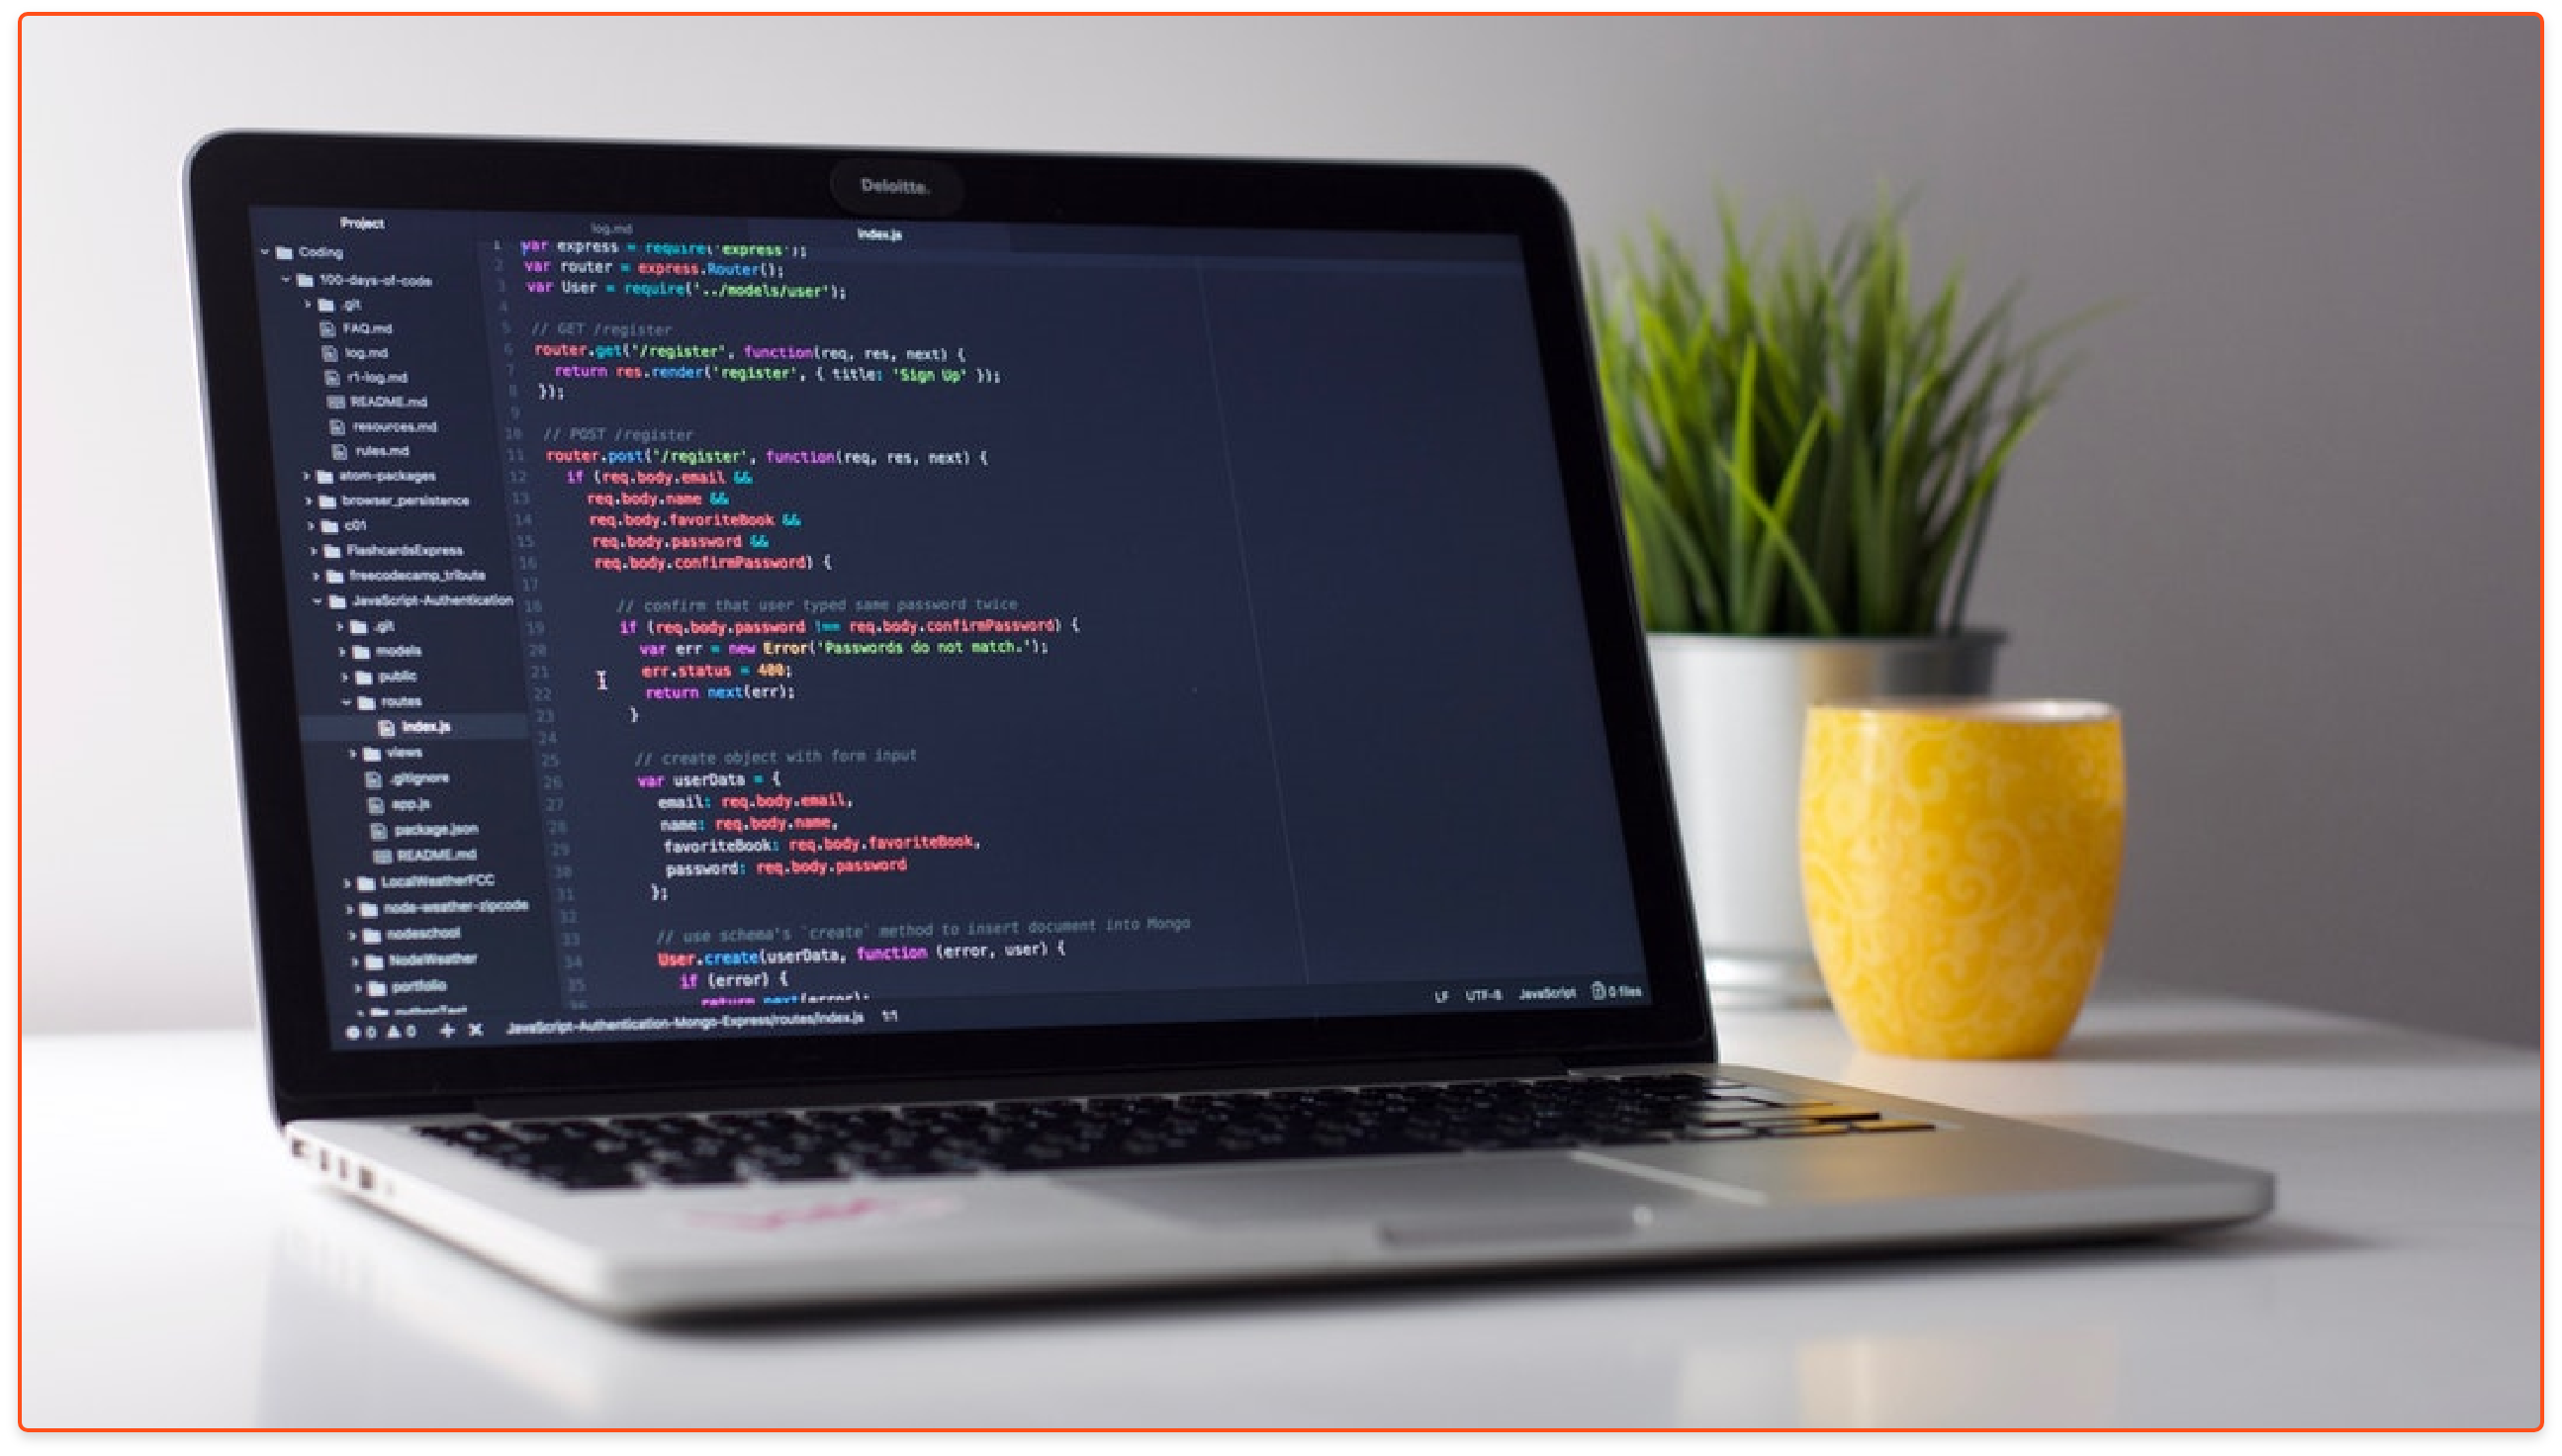 Deloitte.
Project
Coding
100-days-of-code
.git
FAQ.md
log.md
r1-log.md
README.md
resources.md
rules.md
atom-packages
browser_persistence
c01
FlashcardsExpress
freecodecamp_tribute
JavaScript-Authentication
.git
models
public
routes
index.js
views
.gitignore
app.js
package.json
README.md
LocalWeatherFCC
node-weather-zipcode
nodeschool
NodeWeather
portfolio
pythonTest
log.md
index.js
1 var express = require('express');
2 var router = express.Router();
3 var User = require('../models/user');
4
5 // GET /register
6 router.get('/register', function(req, res, next) {
7 return res.render('register', { title: 'Sign Up' });
8 });
9
10 // POST /register
11 router.post('/register', function(req, res, next) {
12 if (req.body.email &&
13 req.body.name &&
14 req.body.favoriteBook &&
15 req.body.password &&
16 req.body.confirmPassword) {
17
18 // confirm that user typed same password twice
19 if (req.body.password !== req.body.confirmPassword) {
20 var err = new Error('Passwords do not match.');
21 err.status = 400;
22 return next(err);
23 }
24
25 // create object with form input
26 var userData = {
27 email: req.body.email,
28 name: req.body.name,
29 favoriteBook: req.body.favoriteBook,
30 password: req.body.password
31 };
32
33 // use schema's `create` method to insert document into Mongo
34 User.create(userData, function (error, user) {
35 if (error) {
36 return next(error);
0 0 + × JavaScript-Authentication-Mongo-Express/routes/index.js 1:1
LF UTF-8 JavaScript 0 files